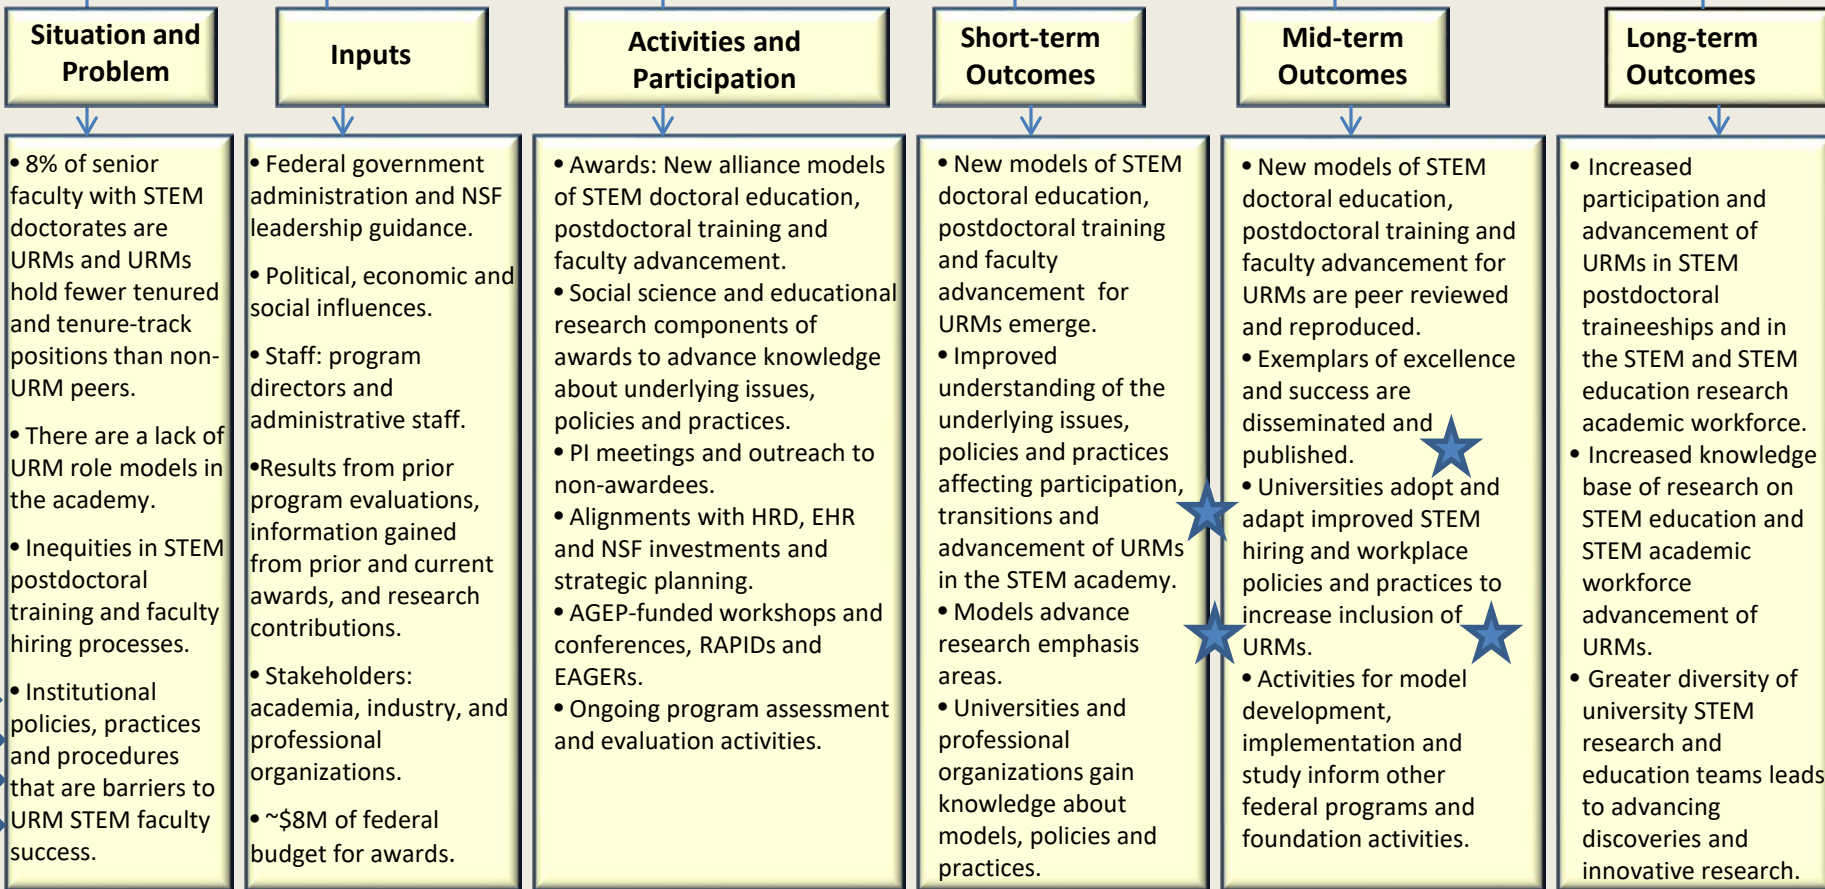 Situation and
Problem
• 8% of senior
faculty with STEM
doctorates are
URMs and URMs
hold fewer tenured
and tenure-track
positions than non-
URM peers.
• There are a lack of
URM role models in
the academy.
• Inequities in STEM
postdoctoral
training and faculty
hiring processes.
• Institutional
policies, practices
and procedures
that are barriers to
URM STEM faculty
success.
Inputs
• Federal government
administration and NSF
leadership guidance.
• Political, economic and
social influences.
• Staff: program
directors and
administrative staff.
•Results from prior
program evaluations,
information gained
from prior and current
awards, and research
contributions.
• Stakeholders:
academia, industry, and
professional
organizations.
• ~$8M of federal
budget for awards.
Activities and
Participation
• Awards: New alliance models
of STEM doctoral education,
postdoctoral training and
faculty advancement.
• Social science and educational
research components of
awards to advance knowledge
about underlying issues,
policies and practices.
• PI meetings and outreach to
non-awardees.
• Alignments with HRD, EHR
and NSF investments and
strategic planning.
• AGEP-funded workshops and
conferences, RAPIDs and
EAGERs.
• Ongoing program assessment
and evaluation activities.
Short-term
Outcomes
• New models of STEM
doctoral education,
postdoctoral training
and faculty
advancement for
URMs emerge.
• Improved
understanding of the
underlying issues,
policies and practices
affecting participation,
transitions and
advancement of URMs
in the STEM academy.
• Models advance
research emphasis
areas.
• Universities and
professional
organizations gain
knowledge about
models, policies and
practices.
Mid-term
Outcomes
• New models of STEM
doctoral education,
postdoctoral training and
faculty advancement for
URMs are peer reviewed
and reproduced.
• Exemplars of excellence
and success are
disseminated and
published.
• Universities adopt and
adapt improved STEM
hiring and workplace
policies and practices to
increase inclusion of
URMs.
• Activities for model
development,
implementation and
study inform other
federal programs and
foundation activities.
Long-term
Outcomes
• Increased
participation and
advancement of
URMs in STEM
postdoctoral
traineeships and in
the STEM and STEM
education research
academic workforce.
• Increased knowledge
base of research on
STEM education and
STEM academic
workforce
advancement of
URMs.
• Greater diversity of
university STEM
research and
education teams leads
to advancing
discoveries and
innovative research.